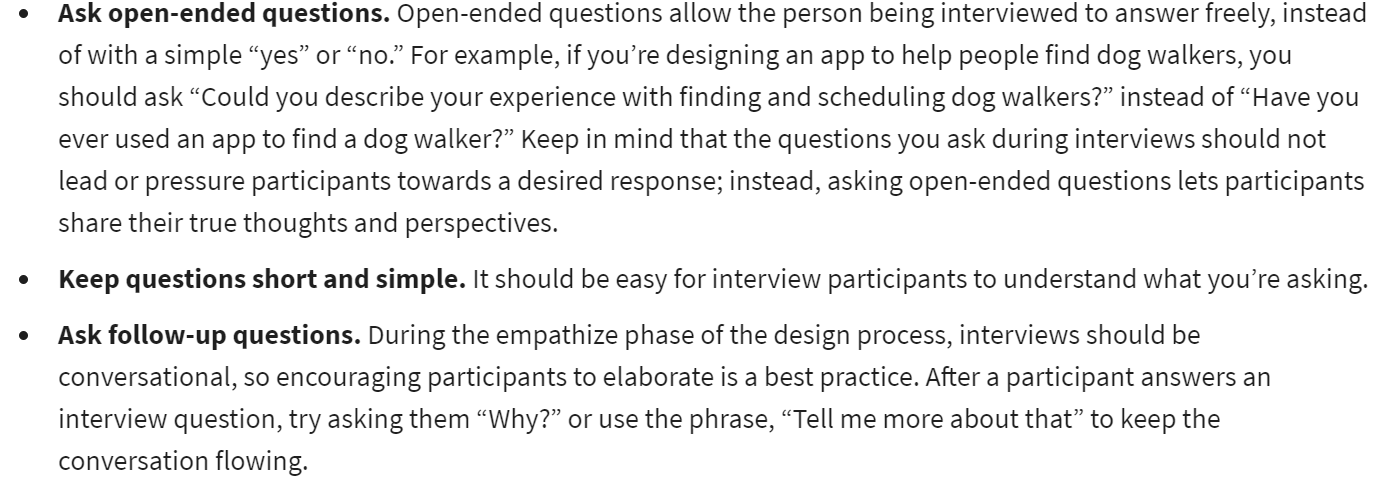 • Ask open-ended questions. Open-ended questions allow the person being interviewed to answer freely, instead
of with a simple “yes” or “no.” For example, if you’re designing an app to help people find dog walkers, you
should ask “Could you describe your experience with finding and scheduling dog walkers?” instead of “Have you
ever used an app to find a dog walker?” Keep in mind that the questions you ask during interviews should not
lead or pressure participants towards a desired response; instead, asking open-ended questions lets participants
share their true thoughts and perspectives.
• Keep questions short and simple. It should be easy for interview participants to understand what you’re asking.
• Ask follow-up questions. During the empathize phase of the design process, interviews should be
conversational, so encouraging participants to elaborate is a best practice. After a participant answers an
interview question, try asking them “Why?” or use the phrase, “Tell me more about that” to keep the
conversation flowing.